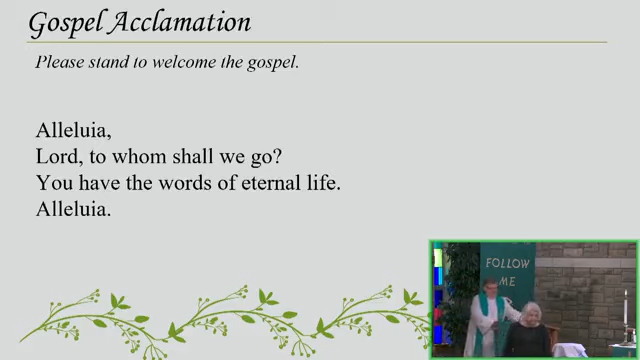 Gospel Acclamation
Please stand to welcome the gospel.
Alleluia,
Lord, to whom shall we go?
You have the words of eternal life.
Alleluia.
FOLLOW
ME